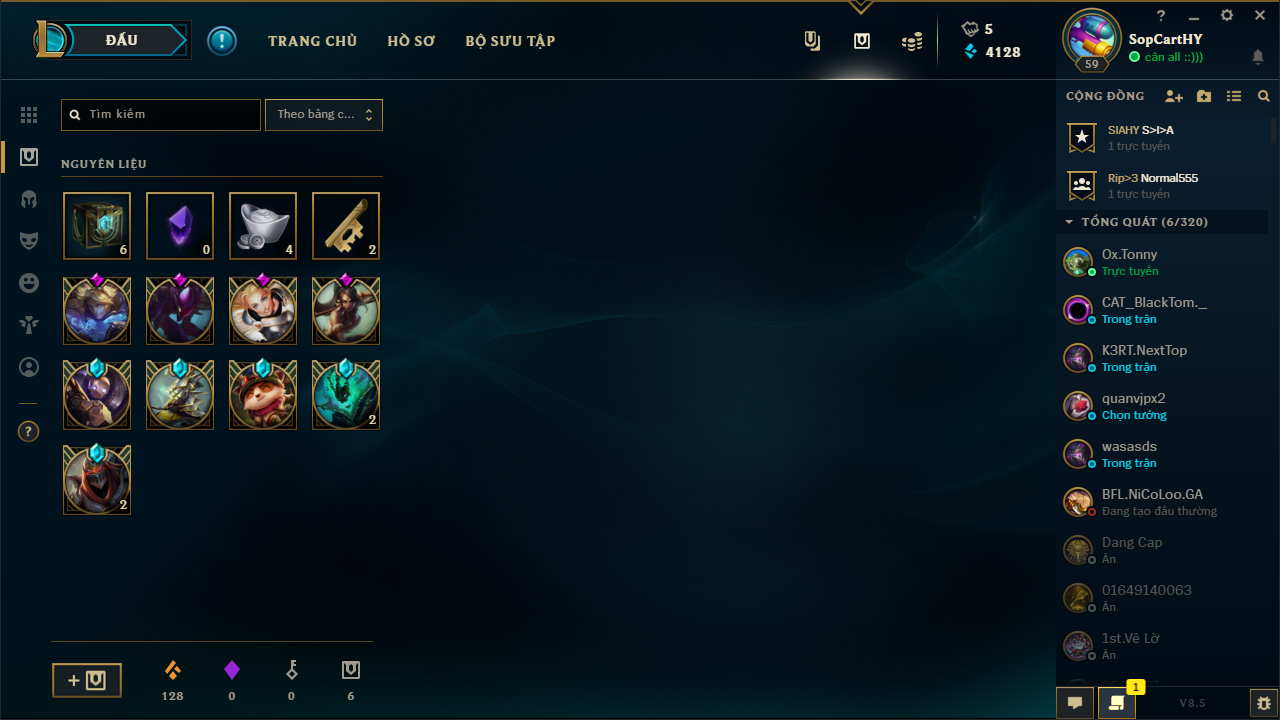 ĐẤU
TRANG CHỦ
HỒ SƠ
BỘ SƯU TẬP
5
4128
59
SopCartHY
cản all ::)))
CỘNG ĐỒNG
Tìm kiếm
Theo bảng c...
NGUYÊN LIỆU
6
0
4
2
2
2
SIAHY S>I>A
1 trực tuyến
Rip>3 Normal555
1 trực tuyến
TỔNG QUÁT (6/320)
Ox.Tonny
Trực tuyến
CAT_BlackTom._
Trong trận
K3RT.NextTop
Trong trận
quanvjpx2
Chọn tướng
wasasds
Trong trận
BFL.NiCoLoo.GA
Đang tạo đấu thường
Dang Cap
Ẩn
01649140063
Ẩn
1st.Vê Lờ
Ẩn
128
0
0
6
1
V8.5